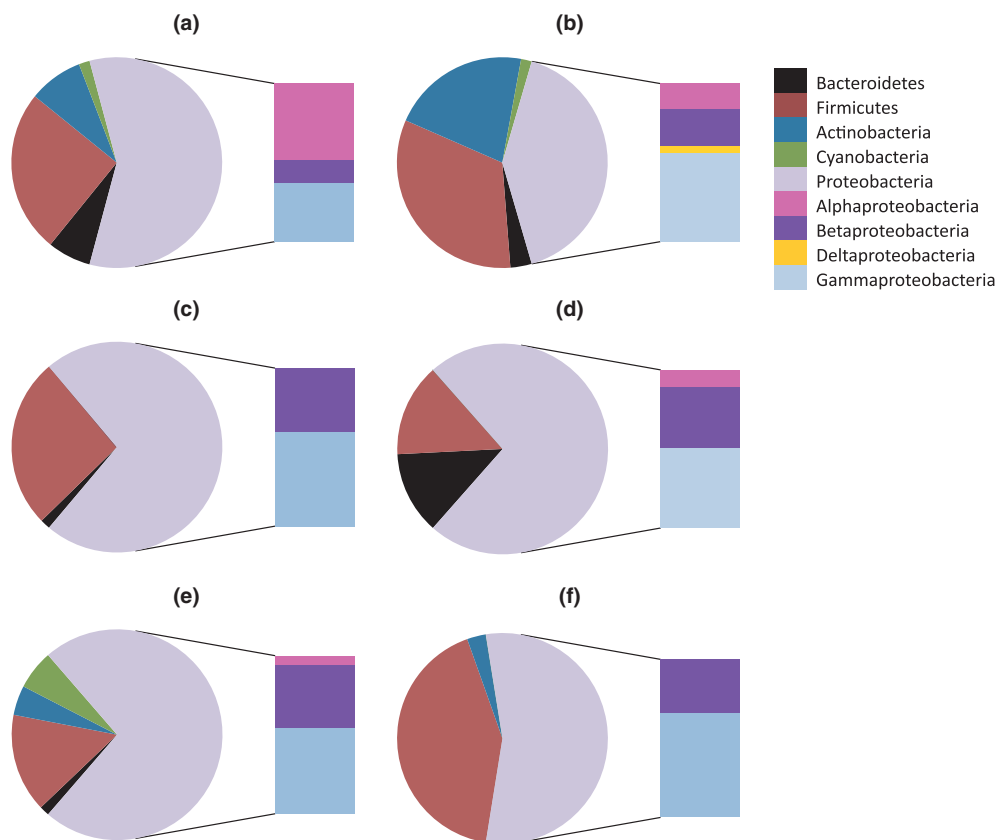 (a)
(b)
Bacteroidetes
Firmicutes
Actinobacteria
Cyanobacteria
Proteobacteria
Alphaproteobacteria
Betaproteobacteria
Deltaproteobacteria
Gammaproteobacteria
(c)
(d)
(e)
(f)